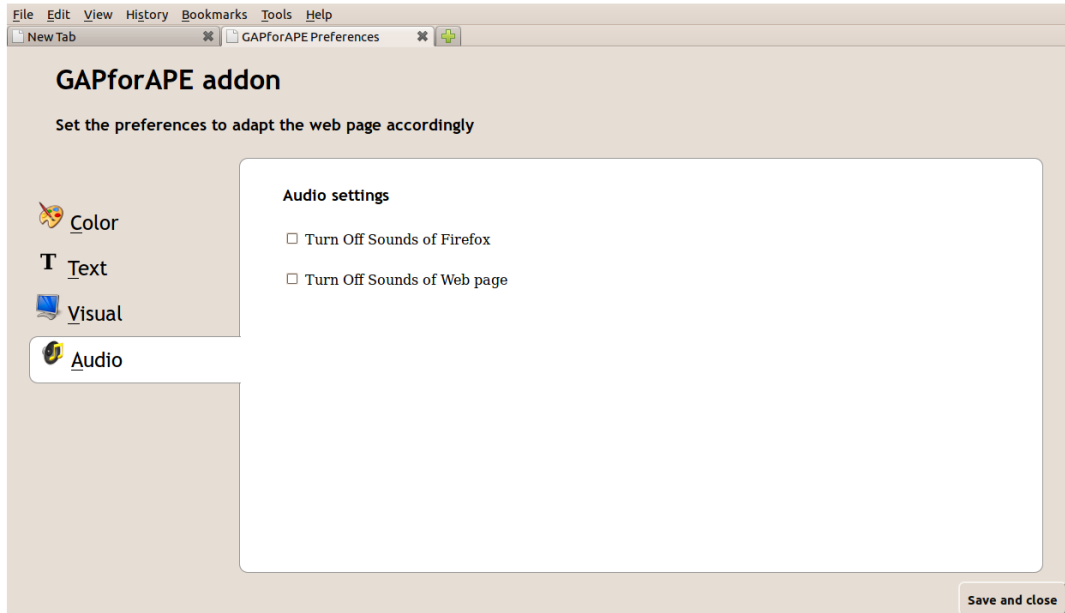 File Edit View History Bookmarks Tools Help
New Tab GAPforAPE Preferences
GAPforAPE addon
Set the preferences to adapt the web page accordingly
Color
Text
Visual
Audio
Audio settings
Turn Off Sounds of Firefox
Turn Off Sounds of Web page
Save and close